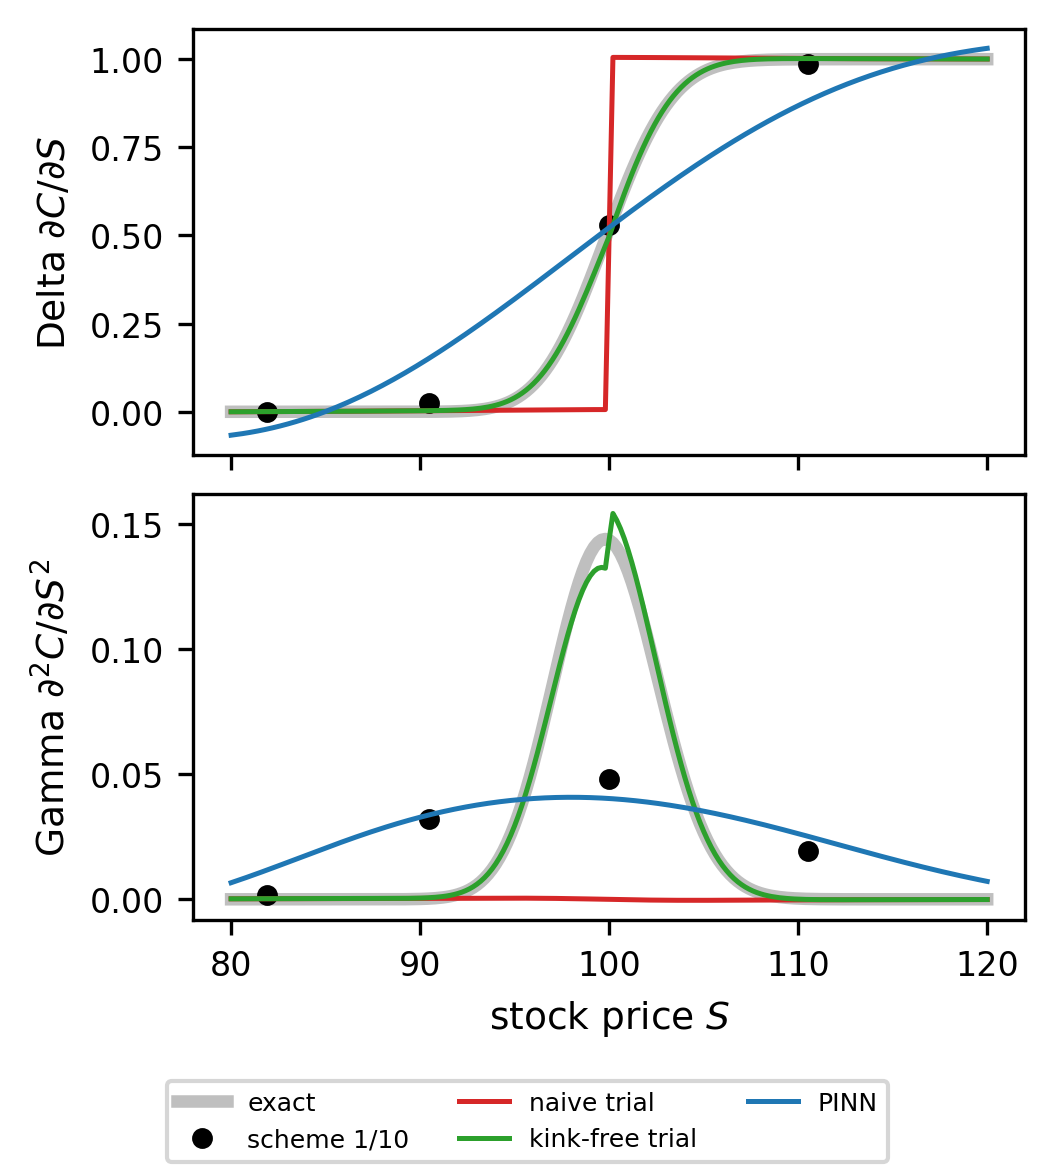 1.00
0.75
0.50
0.25
0.00
Delta ∂C/∂S
0.15
0.10
0.05
0.00
Gamma ∂²C/∂S²
80 90 100 110 120
stock price S
exact naive trial PINN
scheme 1/10 kink-free trial